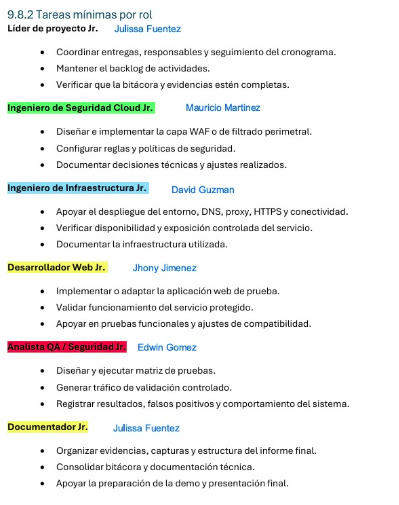 9.8.2 Tareas mínimas por rol
Líder de proyecto Jr. Julissa Fuentez
• Coordinar entregas, responsables y seguimiento del cronograma.
• Mantener el backlog de actividades.
• Verificar que la bitácora y evidencias estén completas.
Ingeniero de Seguridad Cloud Jr. Mauricio Martinez
• Diseñar e implementar la capa WAF o de filtrado perimetral.
• Configurar reglas y políticas de seguridad.
• Documentar decisiones técnicas y ajustes realizados.
Ingeniero de Infraestructura Jr. David Guzman
• Apoyar el despliegue del entorno, DNS, proxy, HTTPS y conectividad.
• Verificar disponibilidad y exposición controlada del servicio.
• Documentar la infraestructura utilizada.
Desarrollador Web Jr. Jhony Jimenez
• Implementar o adaptar la aplicación web de prueba.
• Validar funcionamiento del servicio protegido.
• Apoyar en pruebas funcionales y ajustes de compatibilidad.
Analista QA / Seguridad Jr. Edwin Gomez
• Diseñar y ejecutar matriz de pruebas.
• Generar tráfico de validación controlado.
• Registrar resultados, falsos positivos y comportamiento del sistema.
Documentador Jr. Julissa Fuentez
• Organizar evidencias, capturas y estructura del informe final.
• Consolidar bitácora y documentación técnica.
• Apoyar la preparación de la demo y presentación final.